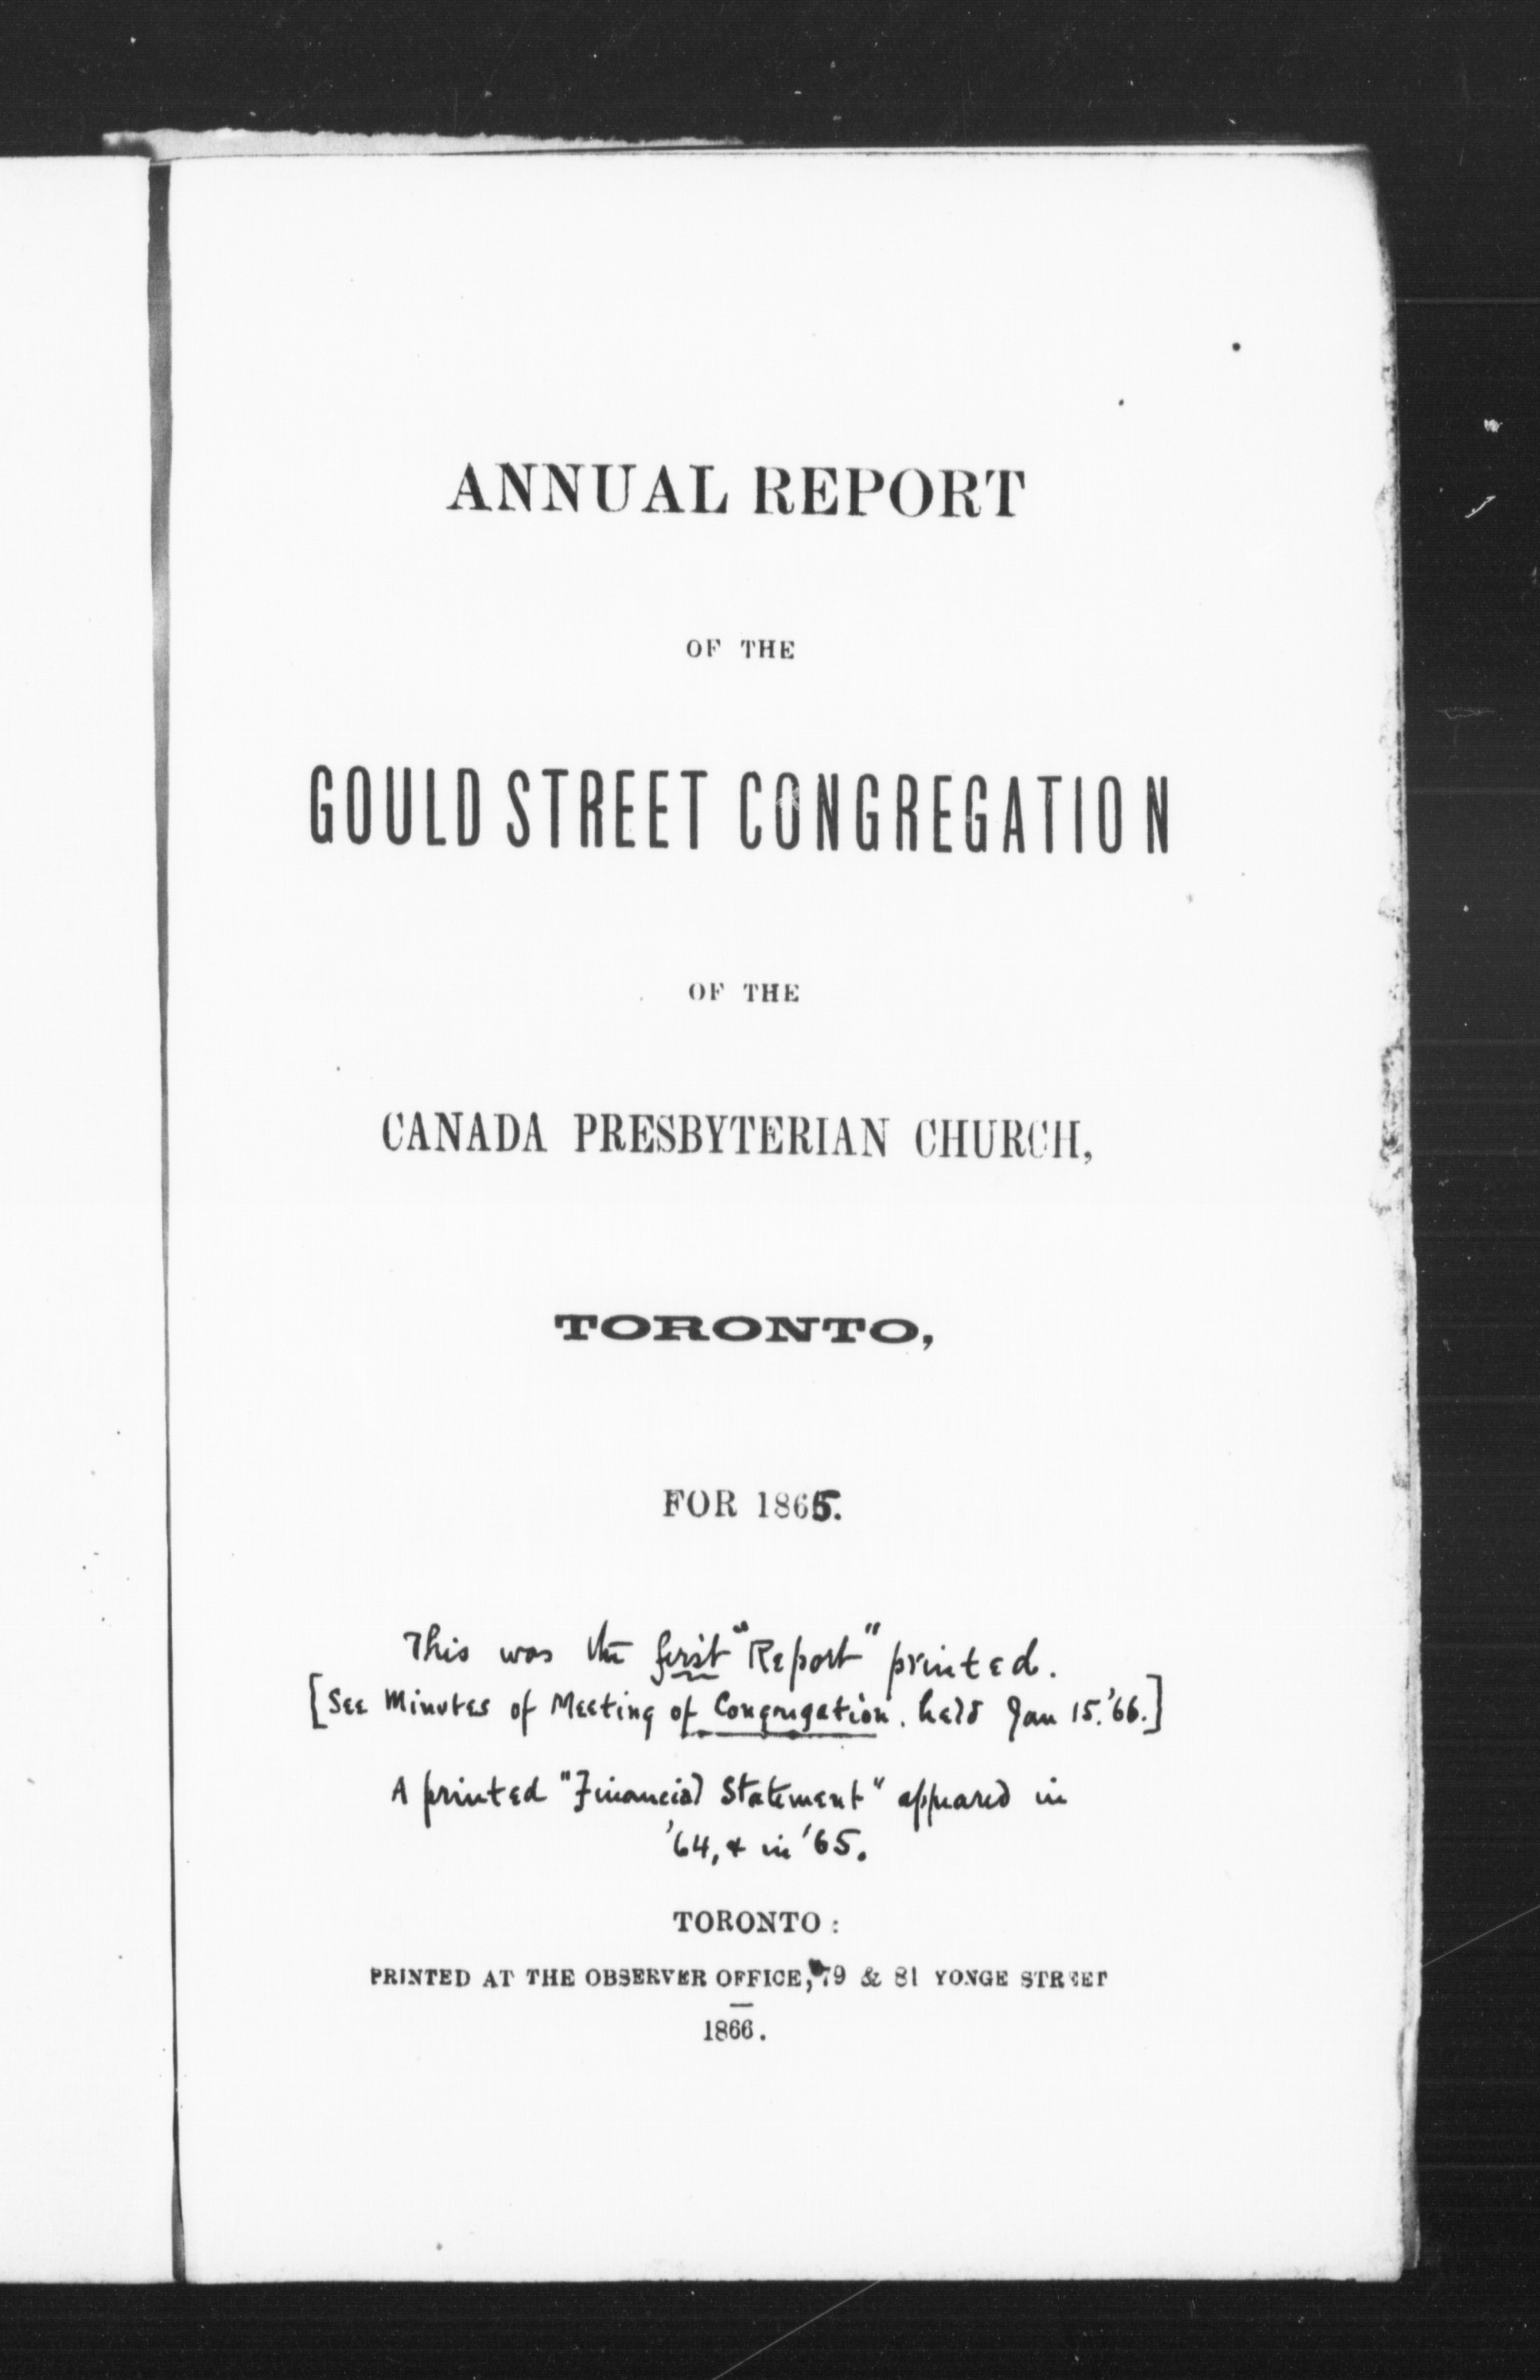 ANNUAL REPORT
OF THE
GOULD STREET CONGREGATION
OF THE
CANADA PRESBYTERIAN CHURCH,
TORONTO,
FOR 1865.
This was the first "Report" printed.
[See Minutes of Meeting of Congregation. held Jan 15.'66.]
A printed "Financial Statement" appeared in
'64, & in '65.
TORONTO:
PRINTED AT THE OBSERVER OFFICE, 79 & 81 YONGE STREET
1866.